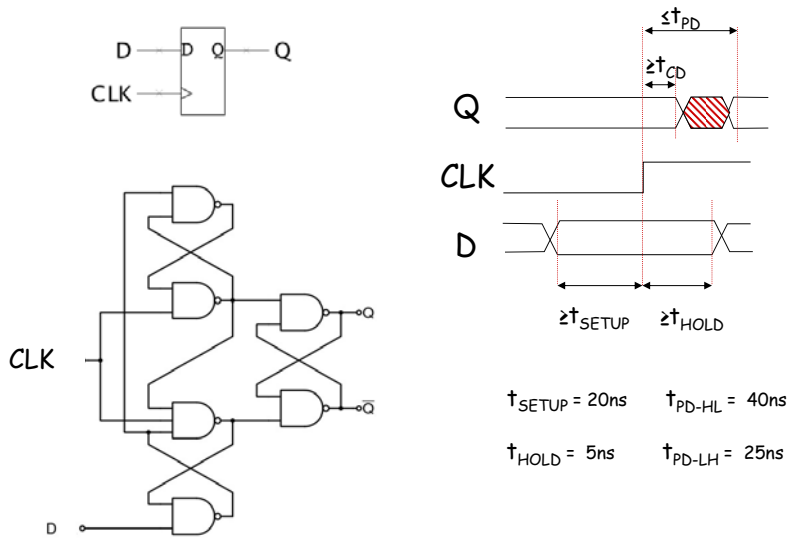 D D Q Q
CLK
≤tPD
≥tCD
Q
CLK
D
≥tSETUP ≥tHOLD
CLK
Q
Q̅
D
tSETUP = 20ns tPD-HL = 40ns
tHOLD = 5ns tPD-LH = 25ns